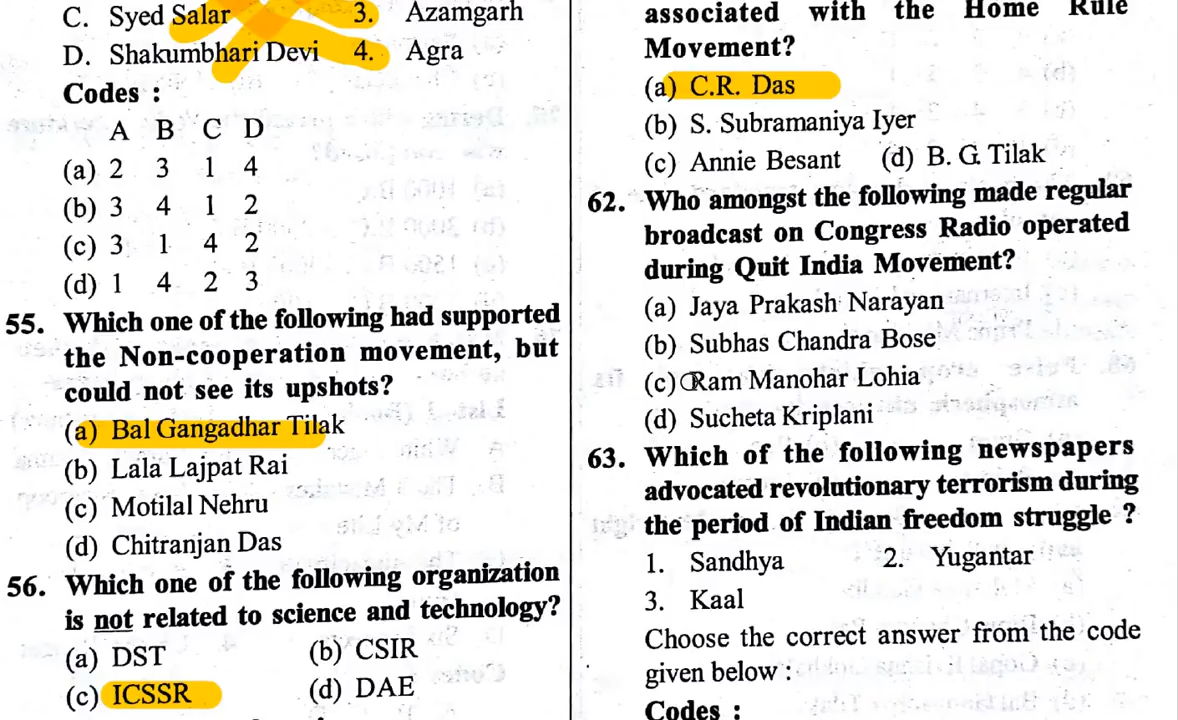 C. Syed Salar 3. Azamgarh
D. Shakumbhari Devi 4. Agra
Codes :
A B C D
(a) 2 3 1 4
(b) 3 4 1 2
(c) 3 1 4 2
(d) 1 4 2 3
55. Which one of the following had supported
the Non-cooperation movement, but
could not see its upshots?
(a) Bal Gangadhar Tilak
(b) Lala Lajpat Rai
(c) Motilal Nehru
(d) Chitranjan Das
56. Which one of the following organization
is not related to science and technology?
(a) DST (b) CSIR
(c) ICSSR (d) DAE
associated with the Home Rule
Movement?
(a) C.R. Das
(b) S. Subramaniya Iyer
(c) Annie Besant (d) B. G. Tilak
62. Who amongst the following made regular
broadcast on Congress Radio operated
during Quit India Movement?
(a) Jaya Prakash Narayan
(b) Subhas Chandra Bose
(c) Ram Manohar Lohia
(d) Sucheta Kriplani
63. Which of the following newspapers
advocated revolutionary terrorism during
the period of Indian freedom struggle ?
1. Sandhya 2. Yugantar
3. Kaal
Choose the correct answer from the code
given below :
Codes :